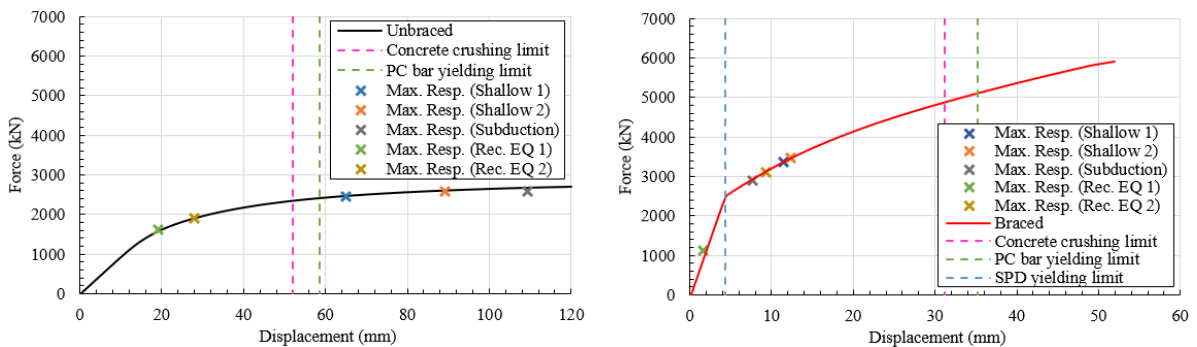 7000
6000
5000
4000
3000
2000
1000
0
Force (kN)
Unbraced
Concrete crushing limit
PC bar yielding limit
Max. Resp. (Shallow 1)
Max. Resp. (Shallow 2)
Max. Resp. (Subduction)
Max. Resp. (Rec. EQ 1)
Max. Resp. (Rec. EQ 2)
0 20 40 60 80 100 120
Displacement (mm)
7000
6000
5000
4000
3000
2000
1000
0
Force (kN)
Max. Resp. (Shallow 1)
Max. Resp. (Shallow 2)
Max. Resp. (Subduction)
Max. Resp. (Rec. EQ 1)
Max. Resp. (Rec. EQ 2)
Braced
Concrete crushing limit
PC bar yielding limit
SPD yielding limit
0 10 20 30 40 50 60
Displacement (mm)